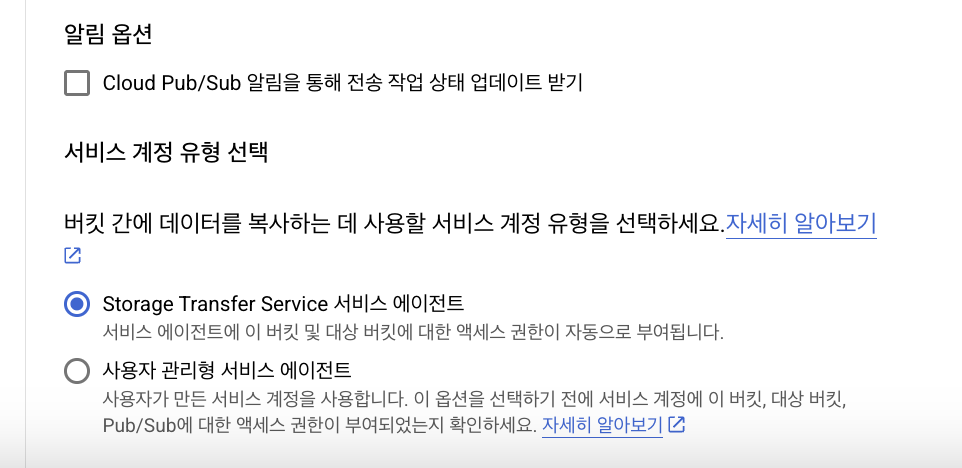 알림 옵션
Cloud Pub/Sub 알림을 통해 전송 작업 상태 업데이트 받기
서비스 계정 유형 선택
버킷 간에 데이터를 복사하는 데 사용할 서비스 계정 유형을 선택하세요.자세히 알아보기
Storage Transfer Service 서비스 에이전트
서비스 에이전트에 이 버킷 및 대상 버킷에 대한 액세스 권한이 자동으로 부여됩니다.
사용자 관리형 서비스 에이전트
사용자가 만든 서비스 계정을 사용합니다. 이 옵션을 선택하기 전에 서비스 계정에 이 버킷, 대상 버킷,
Pub/Sub에 대한 액세스 권한이 부여되었는지 확인하세요. 자세히 알아보기